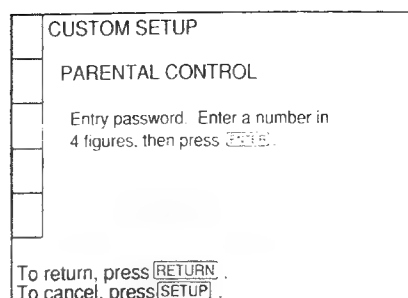 CUSTOM SETUP
PARENTAL CONTROL
Entry password. Enter a number in
4 figures, then press ENTER.
To return, press RETURN.
To cancel, press SETUP.